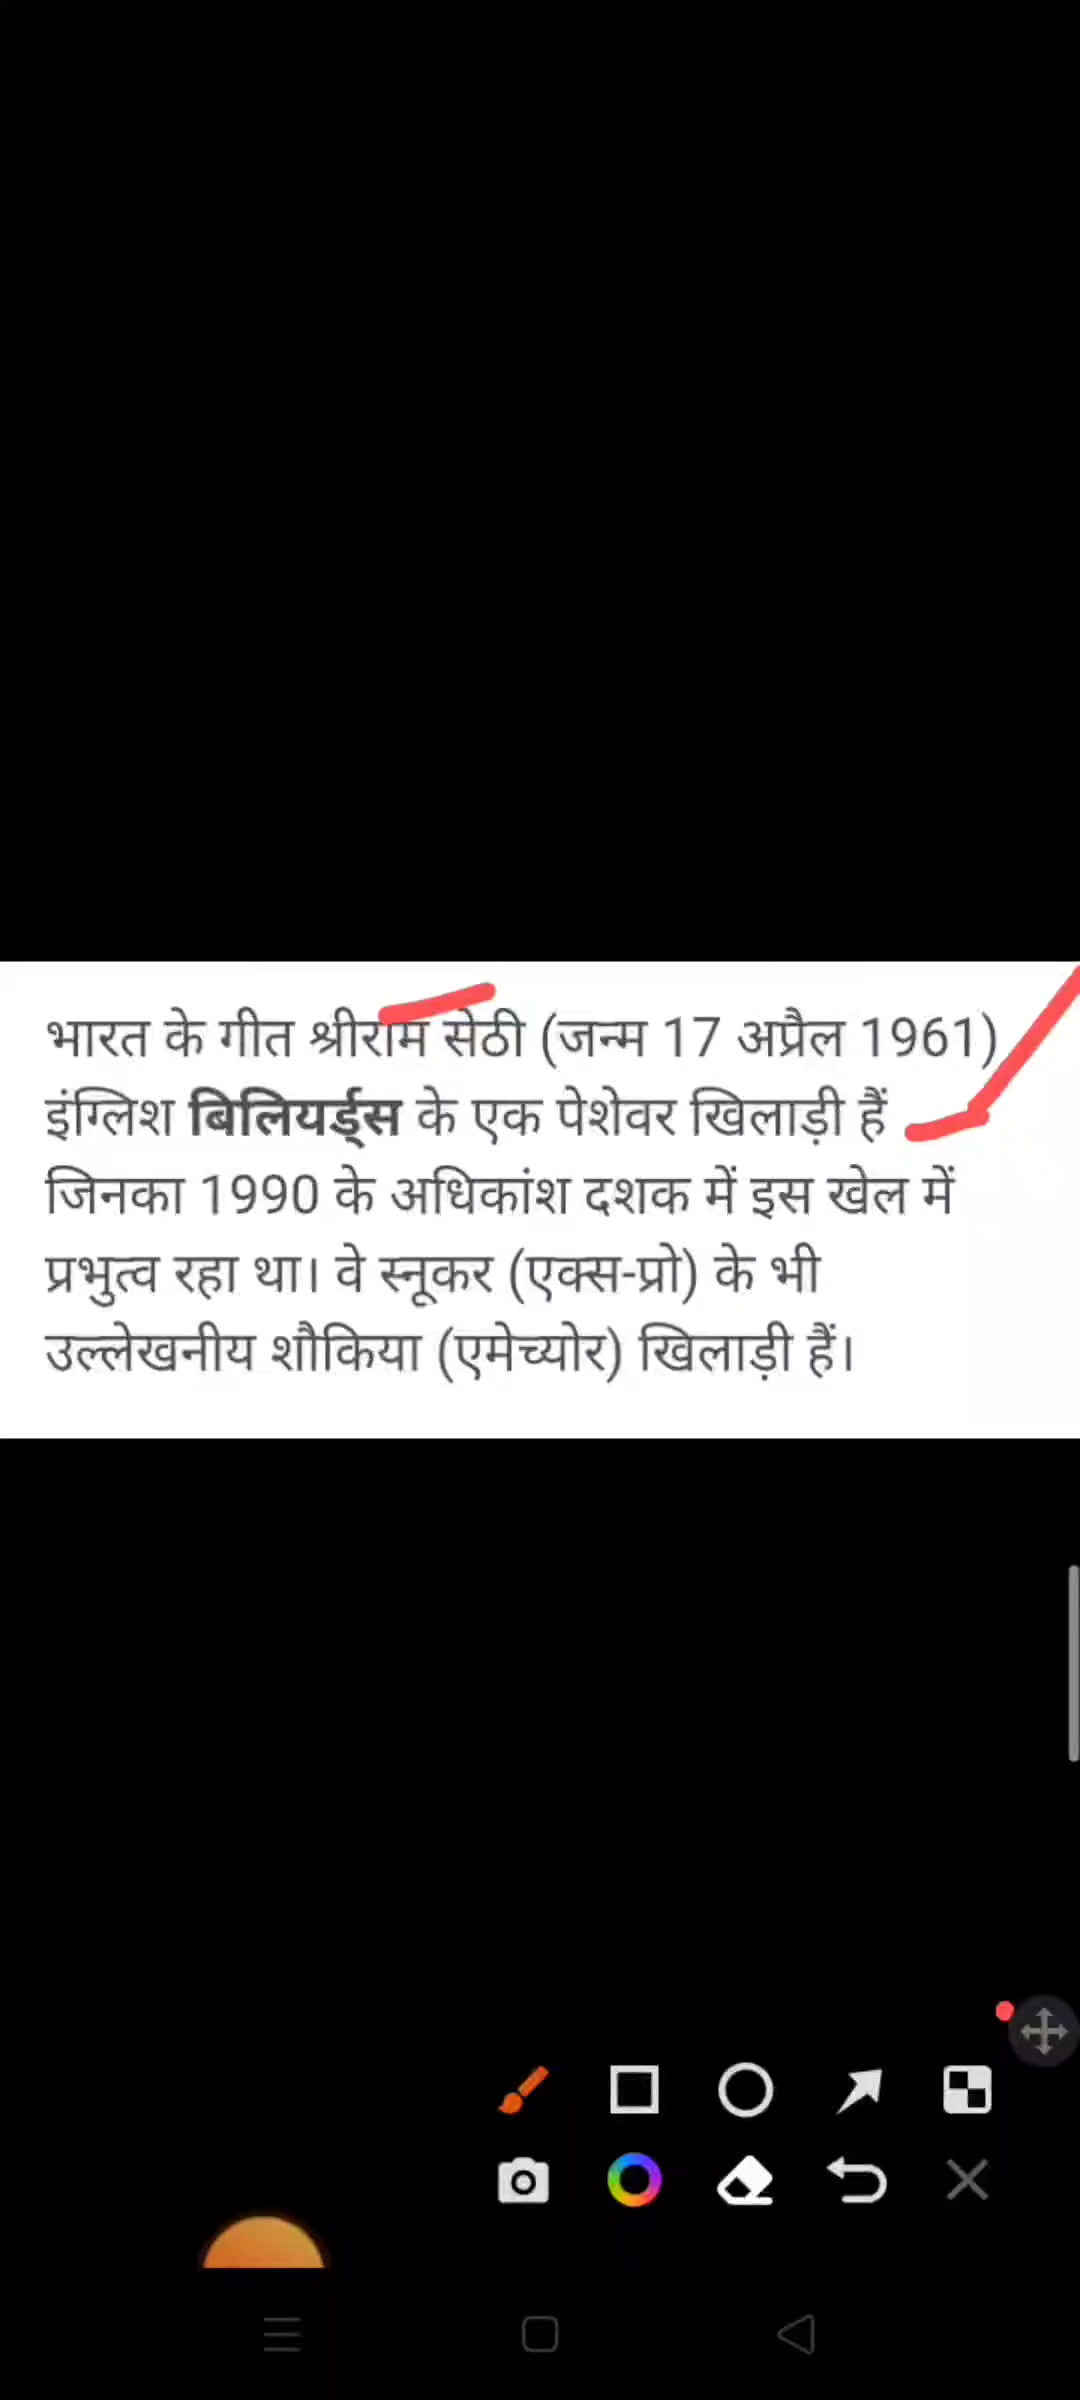 भारत के गीत श्रीराम सेठी (जन्म 17 अप्रैल 1961)
इंग्लिश बिलियर्ड्स के एक पेशेवर खिलाड़ी हैं
जिनका 1990 के अधिकांश दशक में इस खेल में
प्रभुत्व रहा था। वे स्नूकर (एक्स-प्रो) के भी
उल्लेखनीय शौकिया (एमेच्योर) खिलाड़ी हैं।